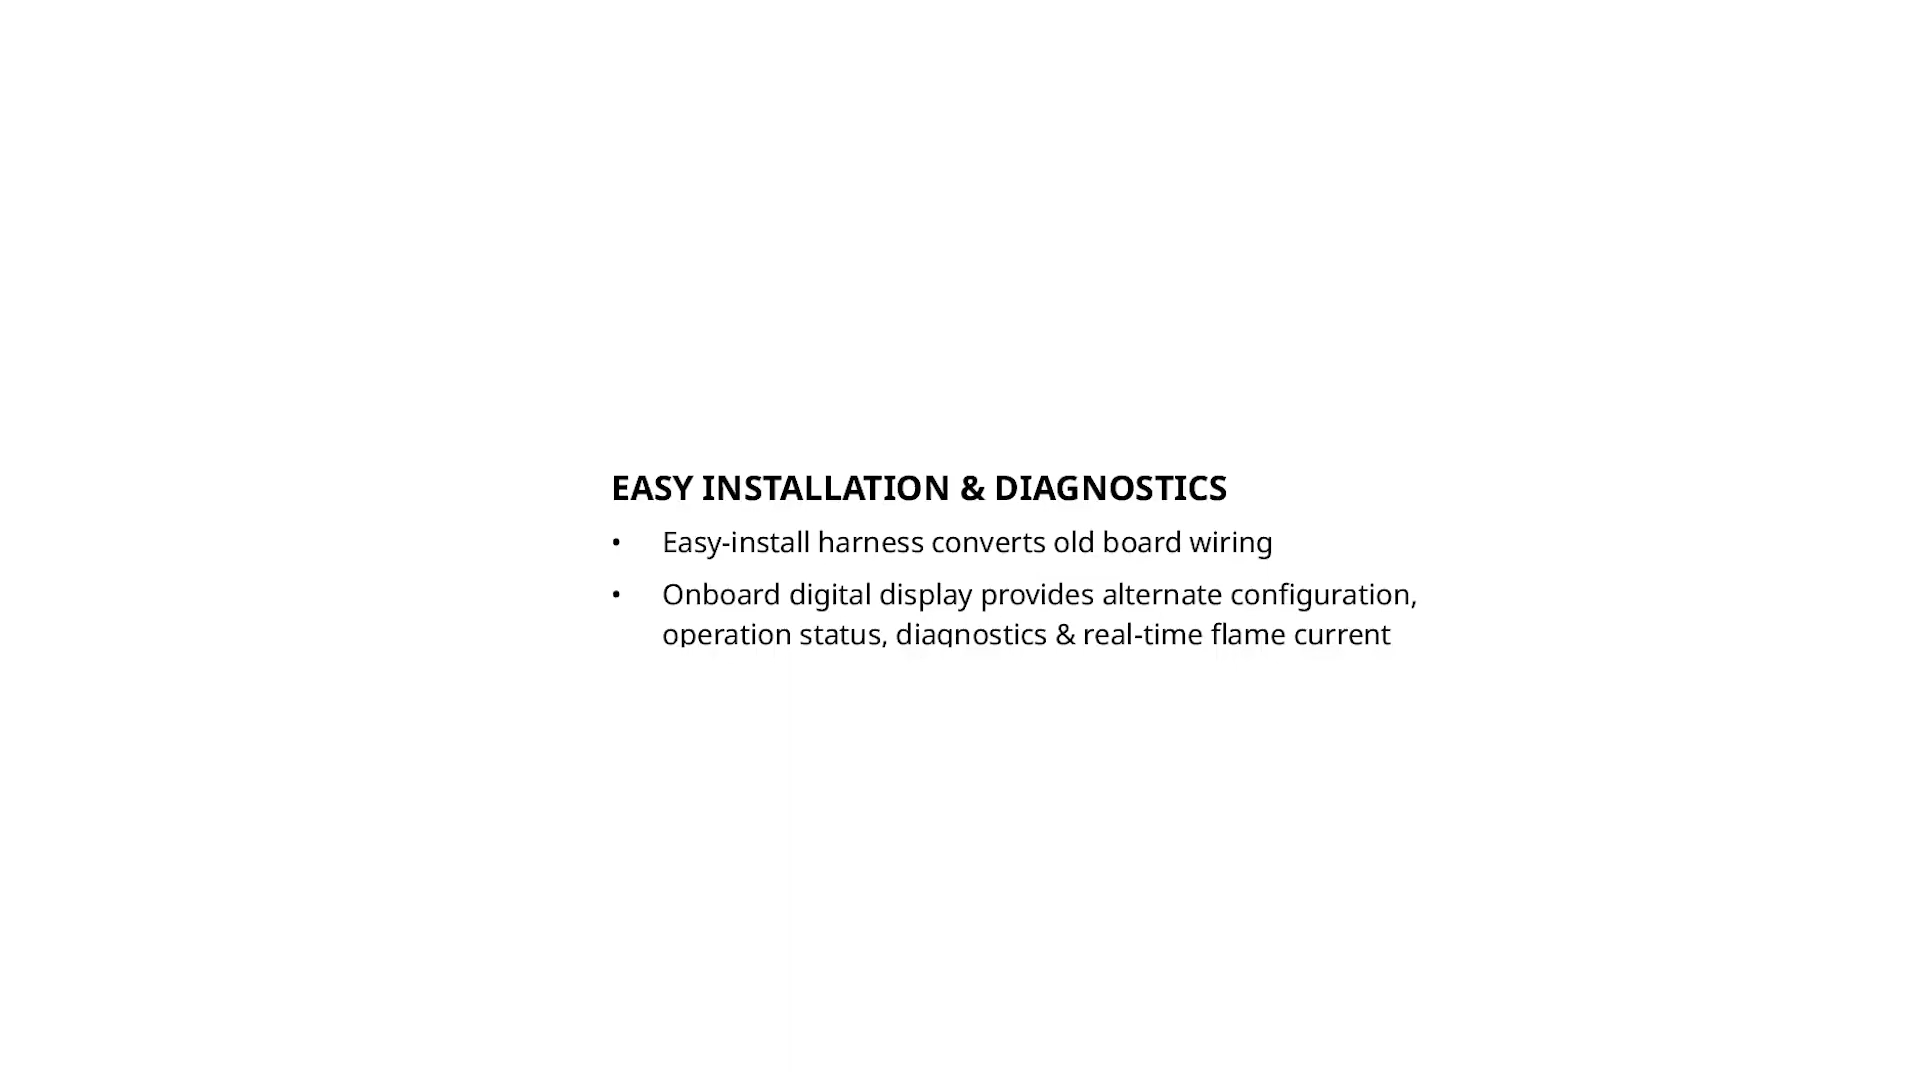 EASY INSTALLATION & DIAGNOSTICS
• Easy-install harness converts old board wiring
• Onboard digital display provides alternate configuration,
operation status, diagnostics & real-time flame current